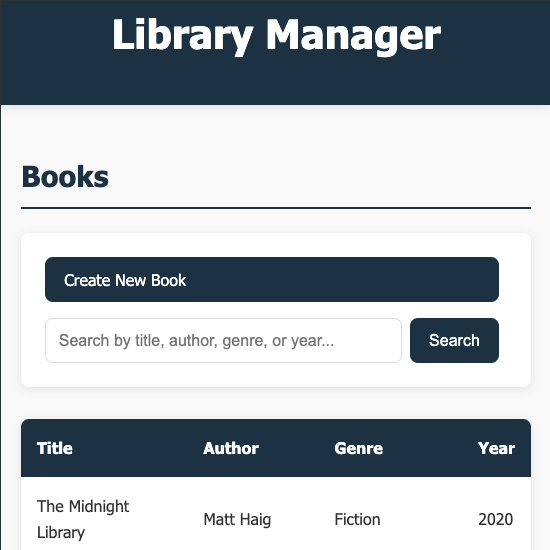 Library Manager
Books
Create New Book
Search by title, author, genre, or year...
Search
Title Author Genre Year
The Midnight
Library
Matt Haig Fiction 2020